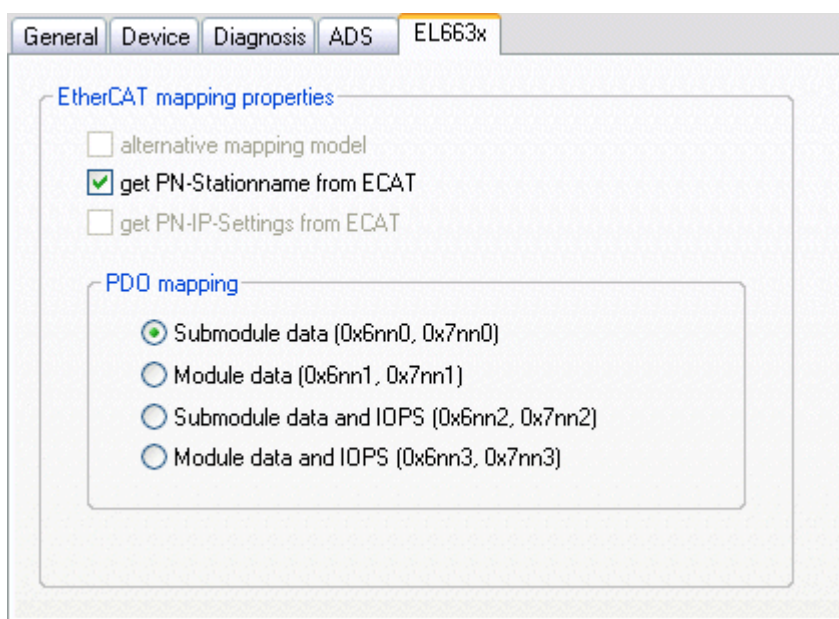 General Device Diagnosis ADS EL663x
EtherCAT mapping properties
alternative mapping model
get PN-Stationname from ECAT
get PN-IP-Settings from ECAT
PDO mapping
Submodule data (0x6nn0, 0x7nn0)
Module data (0x6nn1, 0x7nn1)
Submodule data and IOPS (0x6nn2, 0x7nn2)
Module data and IOPS (0x6nn3, 0x7nn3)